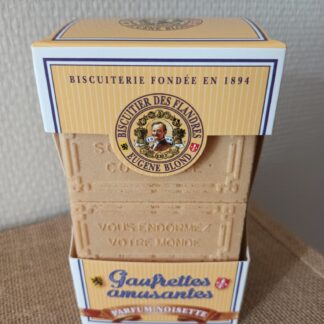 BISCUITERIE FONDÉE EN 1894
BISCUITIER DES FLANDRES
EUGÈNE BLOND
VOUS ENDORMEZ
VOTRE MONDE
Gaufrettes
amusantes
PARFUM NOISETTE